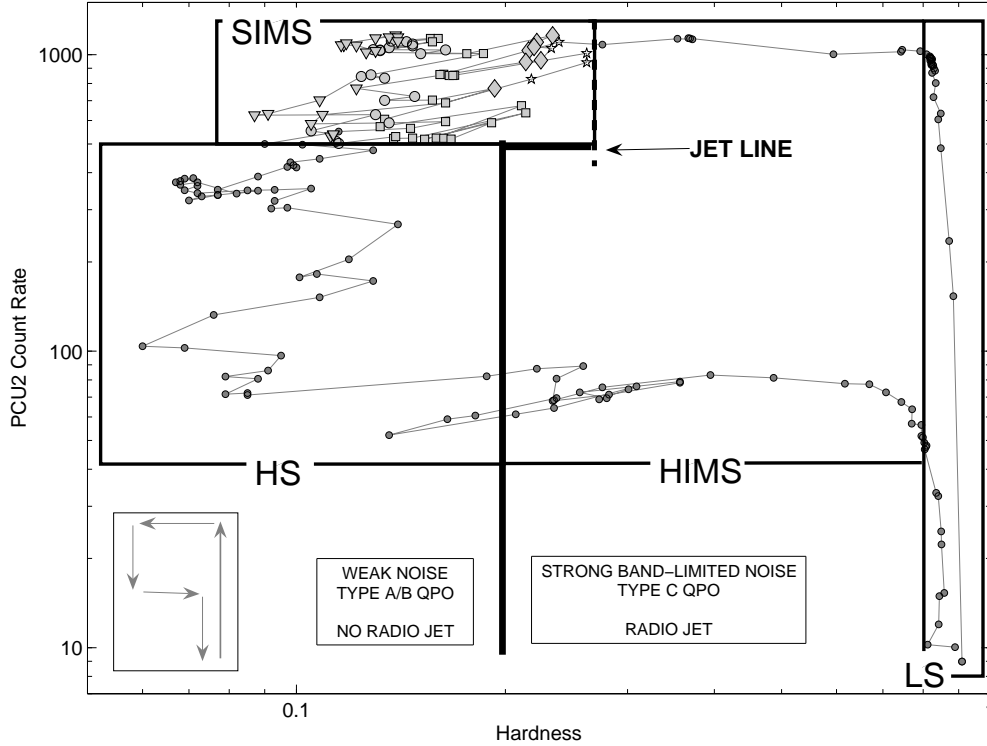 SIMS
1000
JET LINE
PCU2 Count Rate
100
HS
HIMS
WEAK NOISE
TYPE A/B QPO
NO RADIO JET
STRONG BAND–LIMITED NOISE
TYPE C QPO
RADIO JET
10
LS
0.1
Hardness